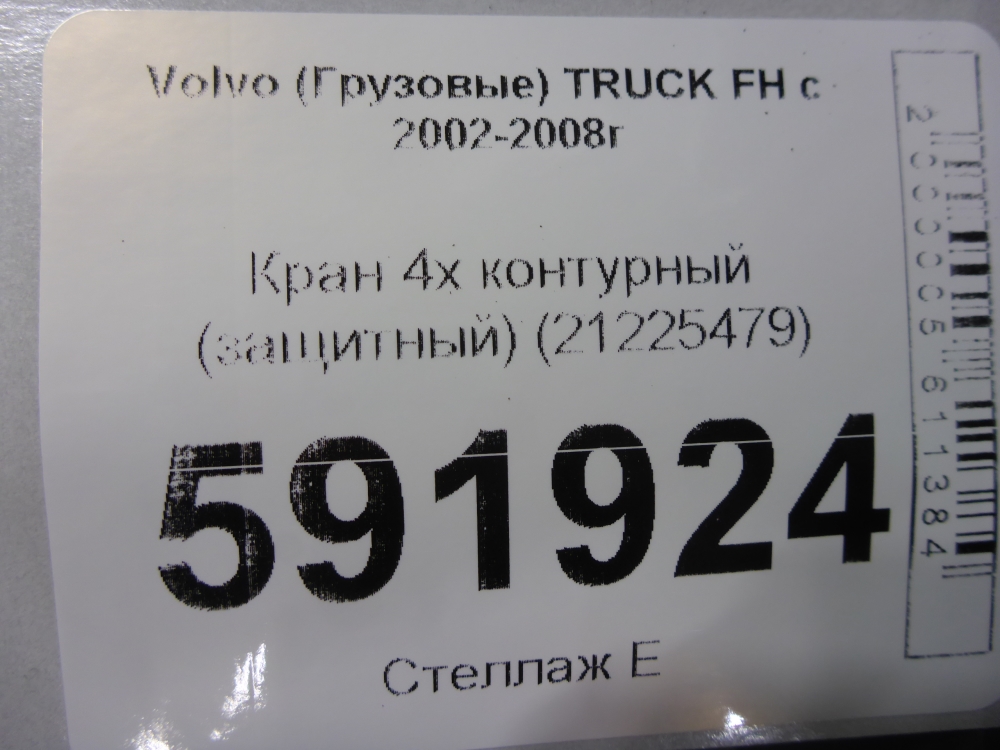 Volvo (Грузовые) TRUCK FH с
2002-2008г
Кран 4х контурный
(защитный) (21225479)
591924
Стеллаж Е
2000005611384